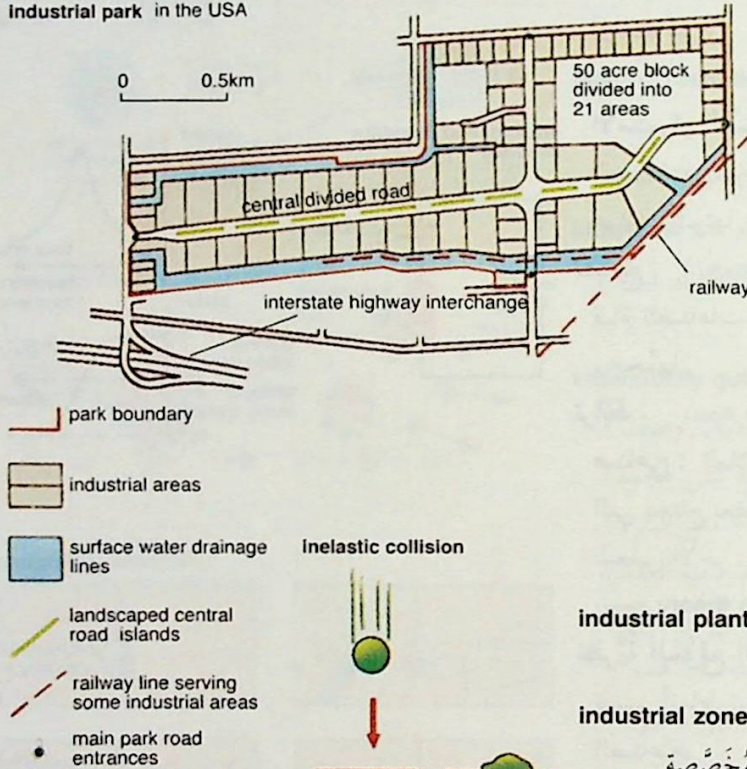 industrial park in the USA
0 0.5km
50 acre block
divided into
21 areas
central divided road
railway
interstate highway interchange
park boundary
industrial areas
surface water drainage
lines
landscaped central
road islands
railway line serving
some industrial areas
main park road
entrances
inelastic collision
industrial plant
industrial zone